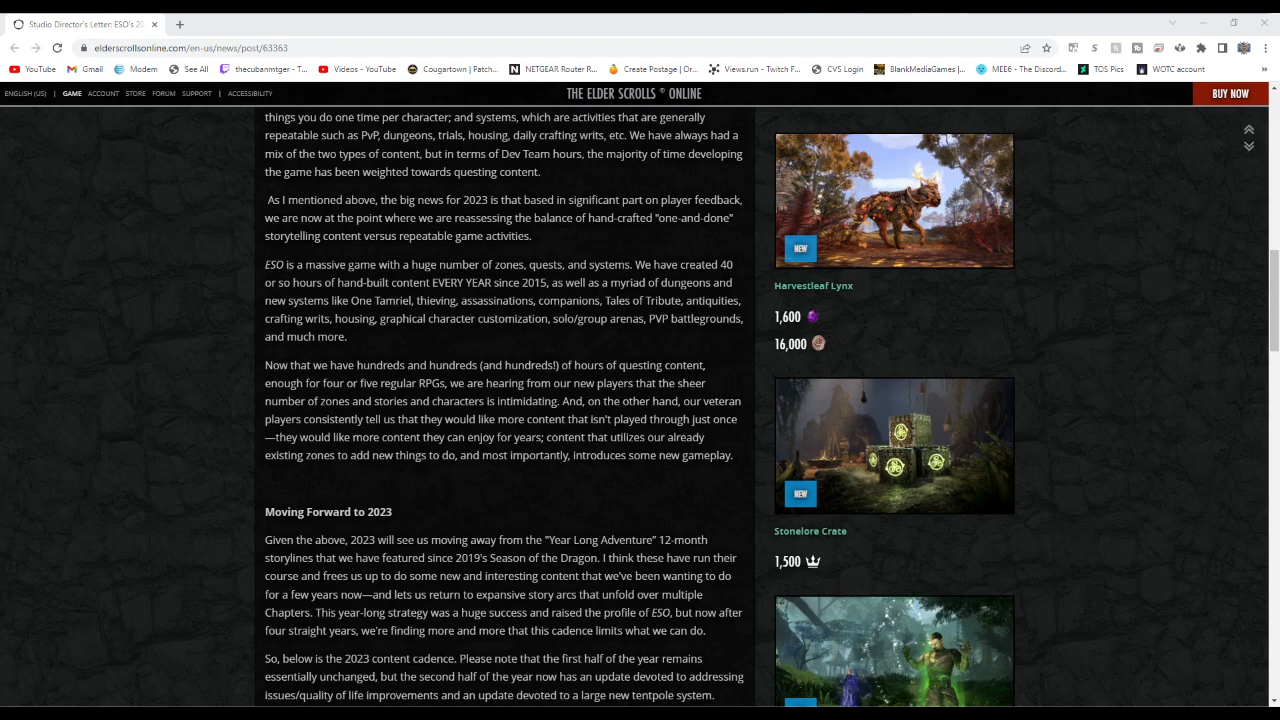 Studio Director's Letter: ESO's 20
elderscrollsonline.com/en-us/news/post/63363
YouTube
Gmail
Modem
See All
thecubanmtger - T...
Videos - YouTube
Cougartown | Patch...
NETGEAR Router R...
Create Postage | Or...
Views.run - Twitch F...
CVS Login
BlankMediaGames |...
MEE6 - The Discord...
TOS Pics
WOTC account
ENGLISH (US) | GAME ACCOUNT STORE FORUM SUPPORT | ACCESSIBILITY
THE ELDER SCROLLS ® ONLINE
BUY NOW
things you do one time per character; and systems, which are activities that are generally
repeatable such as PvP, dungeons, trials, housing, daily crafting writs, etc. We have always had a
mix of the two types of content, but in terms of Dev Team hours, the majority of time developing
the game has been weighted towards questing content.
As I mentioned above, the big news for 2023 is that based in significant part on player feedback,
we are now at the point where we are reassessing the balance of hand-crafted "one-and-done"
storytelling content versus repeatable game activities.
ESO is a massive game with a huge number of zones, quests, and systems. We have created 40
or so hours of hand-built content EVERY YEAR since 2015, as well as a myriad of dungeons and
new systems like One Tamriel, thieving, assassinations, companions, Tales of Tribute, antiquities,
crafting writs, housing, graphical character customization, solo/group arenas, PVP battlegrounds,
and much more.
Now that we have hundreds and hundreds (and hundreds!) of hours of questing content,
enough for four or five regular RPGs, we are hearing from our new players that the sheer
number of zones and stories and characters is intimidating. And, on the other hand, our veteran
players consistently tell us that they would like more content that isn't played through just once
—they would like more content they can enjoy for years; content that utilizes our already
existing zones to add new things to do, and most importantly, introduces some new gameplay.
Moving Forward to 2023
Given the above, 2023 will see us moving away from the "Year Long Adventure” 12-month
storylines that we have featured since 2019's Season of the Dragon. I think these have run their
course and frees us up to do some new and interesting content that we've been wanting to do
for a few years now—and lets us return to expansive story arcs that unfold over multiple
Chapters. This year-long strategy was a huge success and raised the profile of ESO, but now after
four straight years, we're finding more and more that this cadence limits what we can do.
So, below is the 2023 content cadence. Please note that the first half of the year remains
essentially unchanged, but the second half of the year now has an update devoted to addressing
issues/quality of life improvements and an update devoted to a large new tentpole system.
NEW
Harvestleaf Lynx
1,600
16,000
NEW
Stonelore Crate
1,500